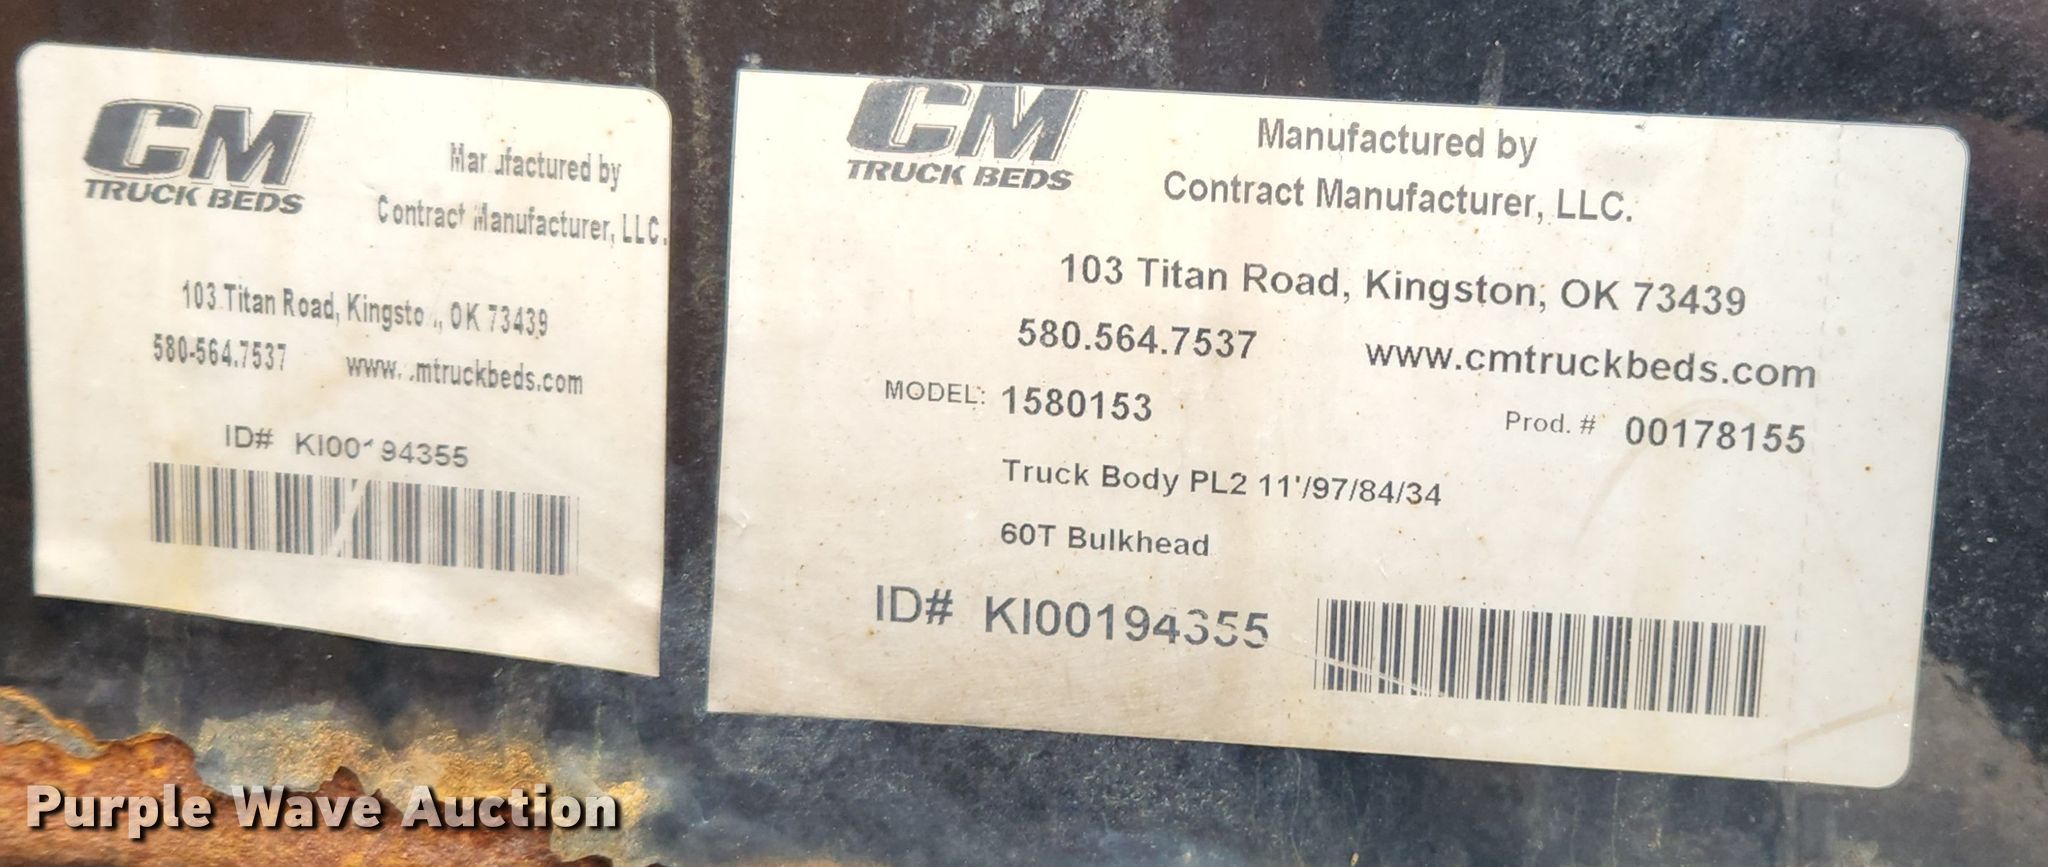 CM
TRUCK BEDS
Manufactured by
Contract Manufacturer, LLC.
103 Titan Road, Kingston, OK 73439
580-564.7537 www.cmtruckbeds.com
ID# KI00194355
CM
TRUCK BEDS
Manufactured by
Contract Manufacturer, LLC.
103 Titan Road, Kingston, OK 73439
580.564.7537 www.cmtruckbeds.com
MODEL: 1580153 Prod. # 00178155
Truck Body PL2 11'/97/84/34
60T Bulkhead
ID# KI00194355
Purple Wave Auction